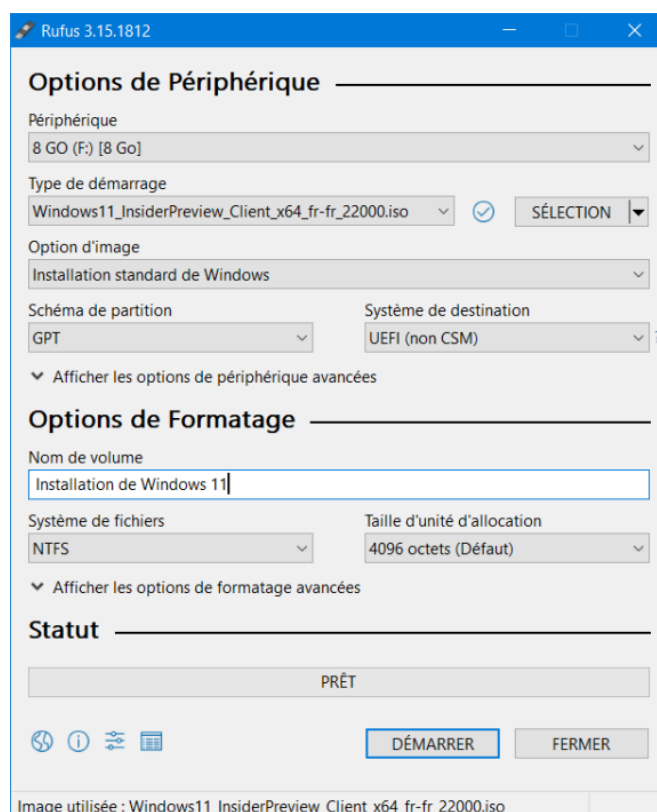 Rufus 3.15.1812
Options de Périphérique
Périphérique
8 GO (F:) [8 Go]
Type de démarrage
Windows11_InsiderPreview_Client_x64_fr-fr_22000.iso
SÉLECTION
Option d'image
Installation standard de Windows
Schéma de partition Système de destination
GPT UEFI (non CSM) ?
Afficher les options de périphérique avancées
Options de Formatage
Nom de volume
Installation de Windows 11
Système de fichiers Taille d'unité d'allocation
NTFS 4096 octets (Défaut)
Afficher les options de formatage avancées
Statut
PRÊT
DÉMARRER FERMER
Image utilisée : Windows11_InsiderPreview_Client_x64_fr-fr_22000.iso